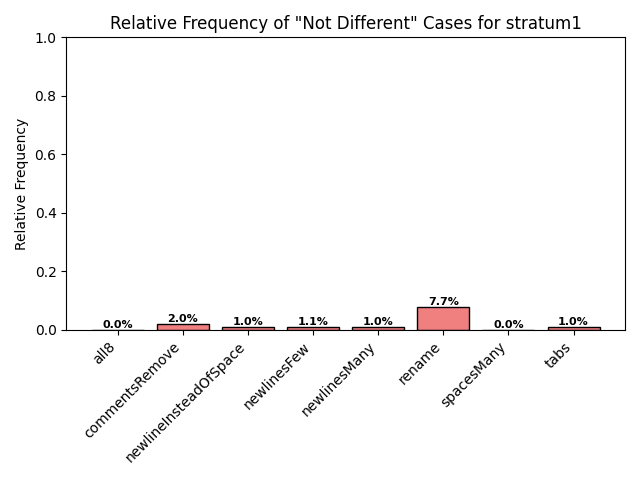 Relative Frequency of "Not Different" Cases for stratum1
Relative Frequency
1.0
0.8
0.6
0.4
0.2
0.0
0.0%
2.0%
1.0%
1.1%
1.0%
7.7%
0.0%
1.0%
all8
commentsRemove
newlineInsteadOfSpace
newlinesFew
newlinesMany
rename
spacesMany
tabs